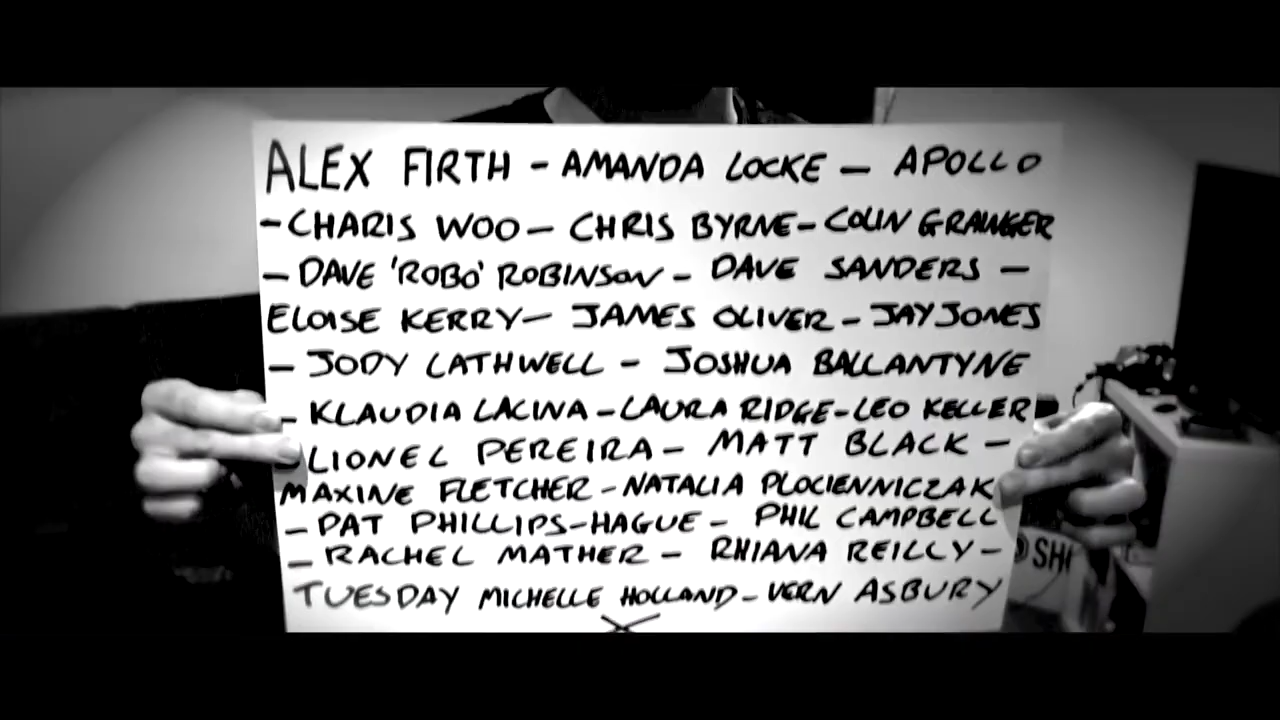 ALEX FIRTH - AMANDA LOCKE - APOLLO
- CHARIS WOO - CHRIS BYRNE - COLIN GRAINGER
- DAVE 'ROBO' ROBINSON - DAVE SANDERS -
ELOISE KERRY - JAMES OLIVER - JAY JONES
- JODY LATHWELL - JOSHUA BALLANTYNE
- KLAUDIA LACINA - LAURA RIDGE - LEO KELLER
LIONEL PEREIRA - MATT BLACK -
MAXINE FLETCHER - NATALIA PLOCIENNICZAK
- PAT PHILLIPS-HAGUE - PHIL CAMPBELL
- RACHEL MATHER - RHIANA REILLY -
TUESDAY MICHELLE HOLLAND - VERN ASBURY
X